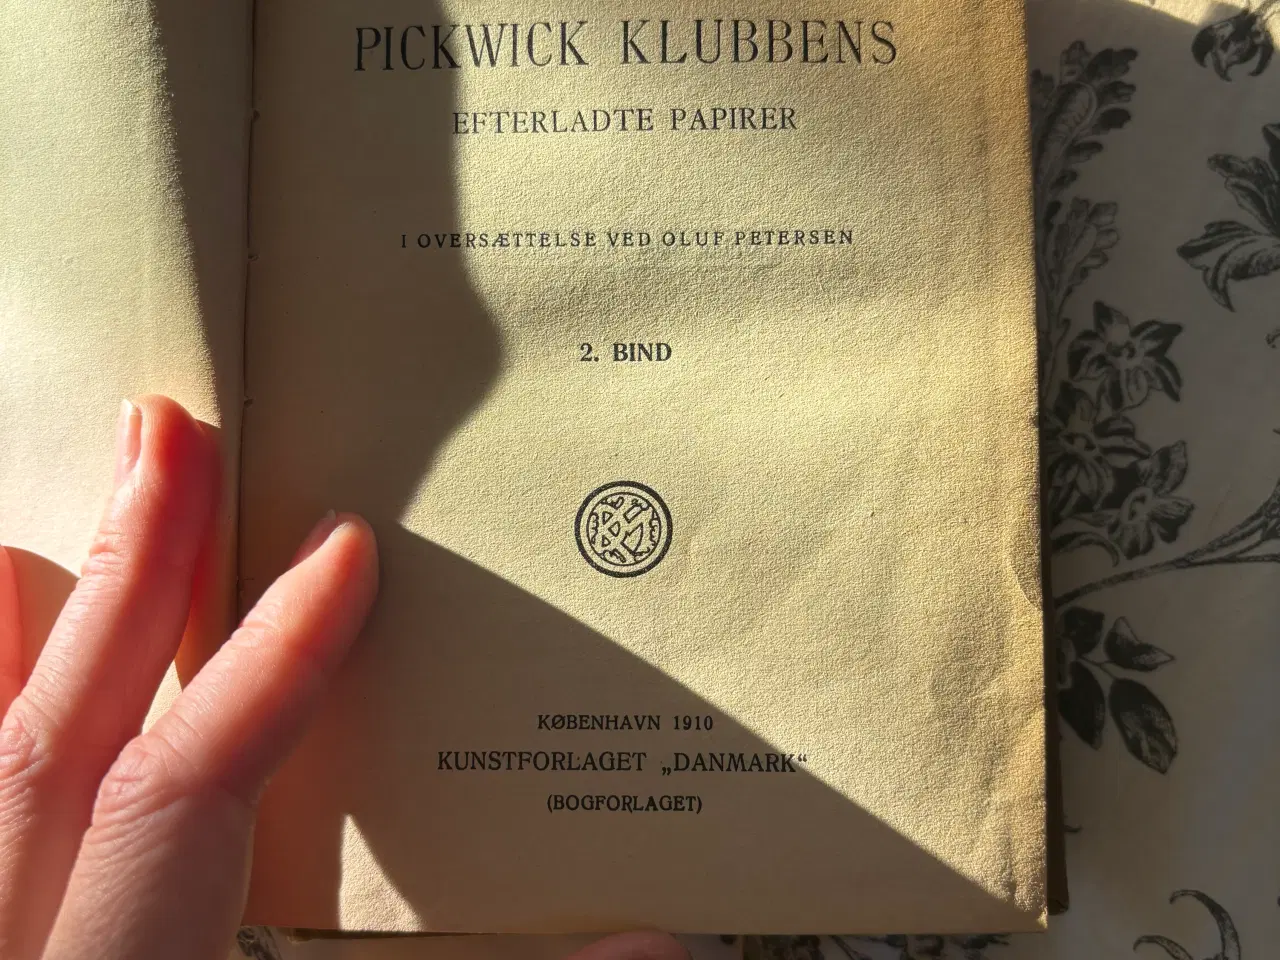 PICKWICK KLUBBENS
EFTERLADTE PAPIRER
I OVERSÆTTELSE VED OLUF PETERSEN
2. BIND
KØBENHAVN 1910
KUNSTFORLAGET „DANMARK“
(BOGFORLAGET)